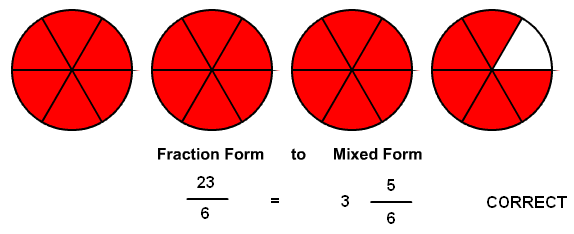 Fraction Form to Mixed Form
23
6 = 3 5
6 CORRECT